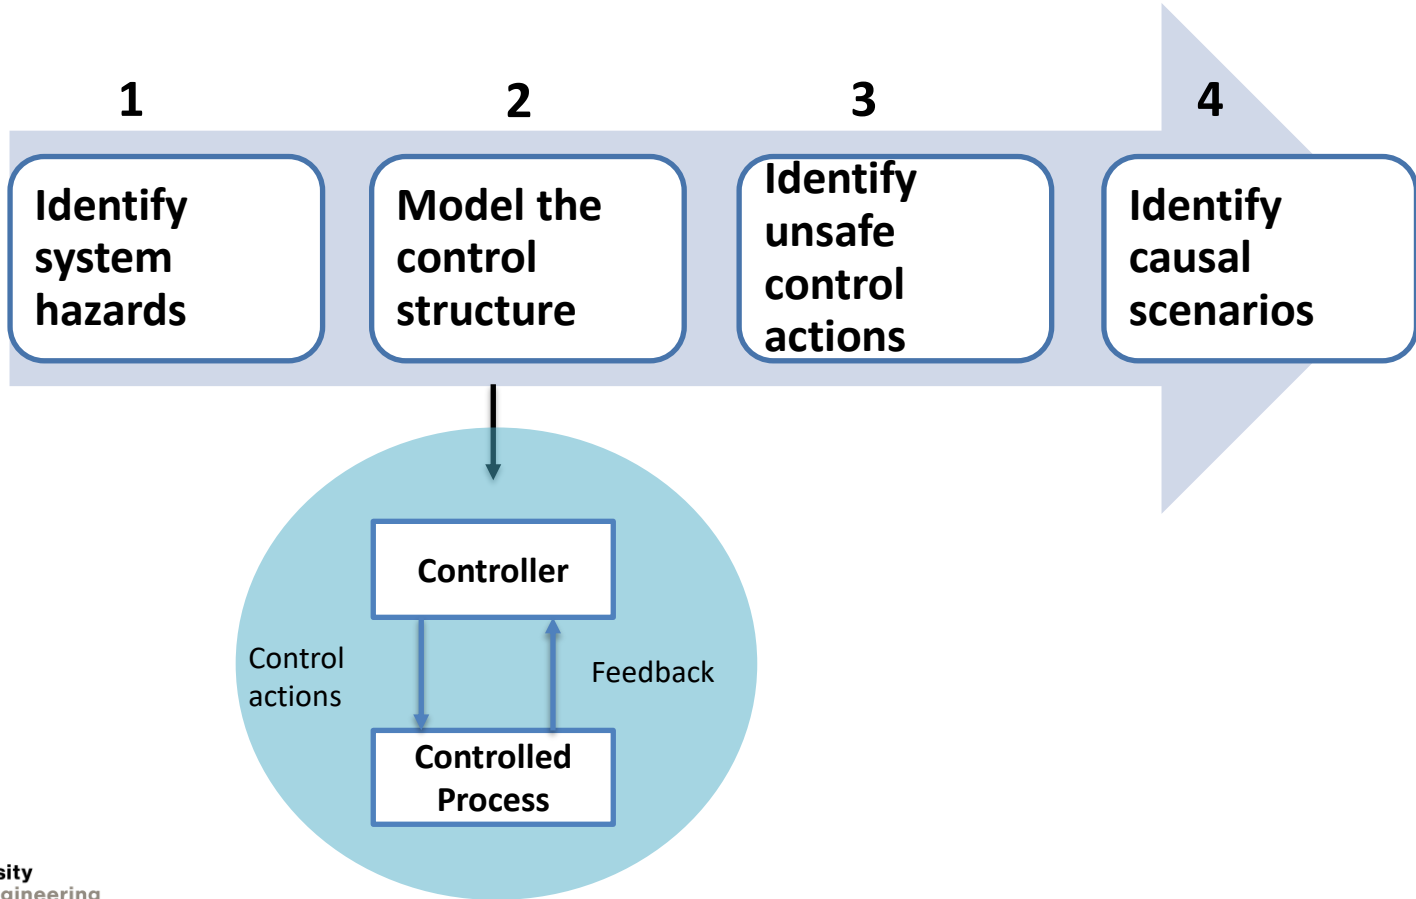 1
2
3
4
Identify
system
hazards
Model the
control
structure
Identify
unsafe
control
actions
Identify
causal
scenarios
Controller
Control
actions
Feedback
Controlled
Process